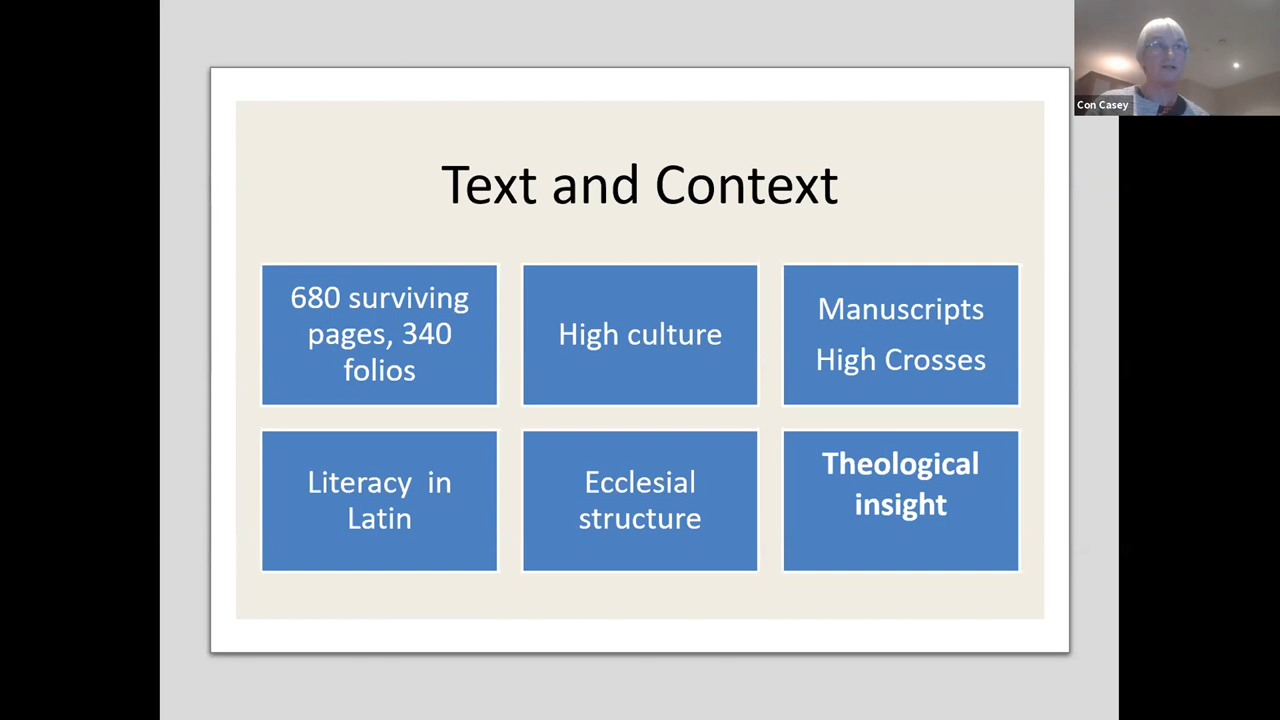 Text and Context
680 surviving
pages, 340
folios
High culture
Manuscripts
High Crosses
Literacy  in
Latin
Ecclesial
structure
Theological
insight
Con Casey